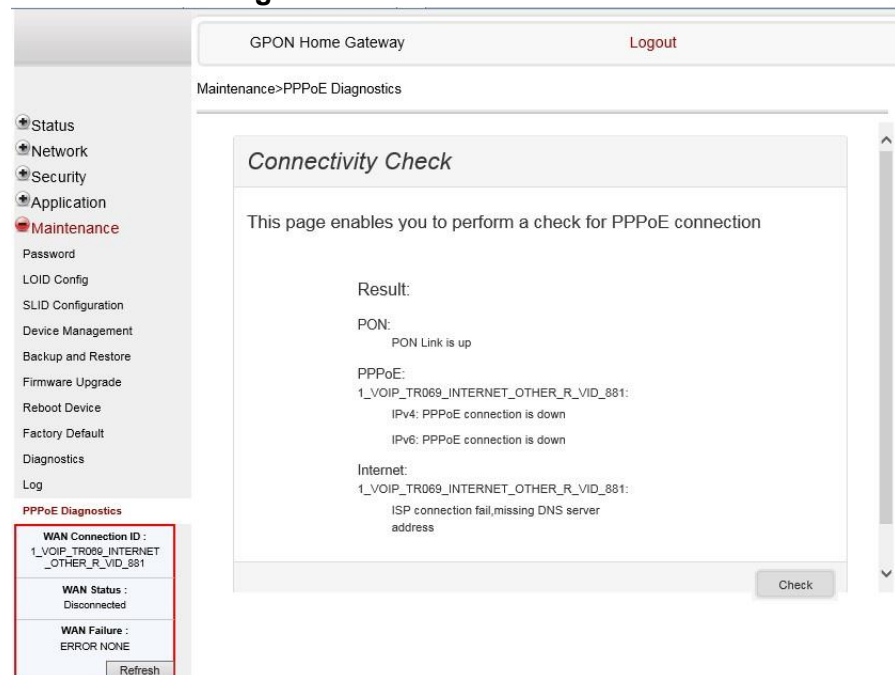 GPON Home Gateway
Logout
Maintenance>PPPoE Diagnostics
Status
Network
Security
Application
Maintenance
Password
LOID Config
SLID Configuration
Device Management
Backup and Restore
Firmware Upgrade
Reboot Device
Factory Default
Diagnostics
Log
PPPoE Diagnostics
WAN Connection ID :
1_VOIP_TR069_INTERNET
_OTHER_R_VID_881
WAN Status :
Disconnected
WAN Failure :
ERROR NONE
Refresh
Connectivity Check
This page enables you to perform a check for PPPoE connection
Result:
PON:
PON Link is up
PPPoE:
1_VOIP_TR069_INTERNET_OTHER_R_VID_881:
IPv4: PPPoE connection is down
IPv6: PPPoE connection is down
Internet:
1_VOIP_TR069_INTERNET_OTHER_R_VID_881:
ISP connection fail,missing DNS server
address
Check